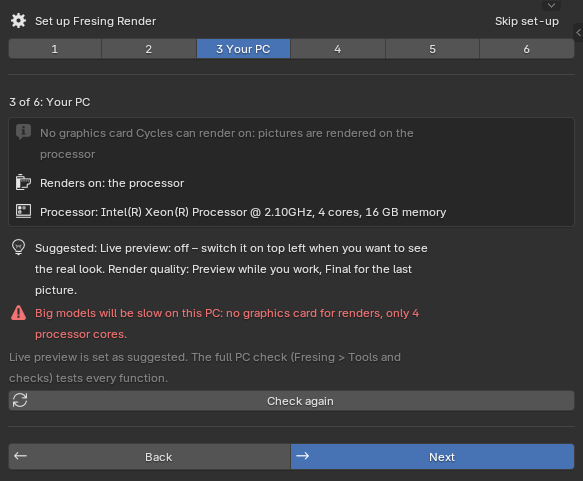 Set up Fresing Render
Skip set-up
1
2
3 Your PC
4
5
6
3 of 6: Your PC
No graphics card Cycles can render on: pictures are rendered on the
processor
Renders on: the processor
Processor: Intel(R) Xeon(R) Processor @ 2.10GHz, 4 cores, 16 GB memory
Suggested: Live preview: off – switch it on top left when you want to see
the real look. Render quality: Preview while you work, Final for the last
picture.
Big models will be slow on this PC: no graphics card for renders, only 4
processor cores.
Live preview is set as suggested. The full PC check (Fresing > Tools and
checks) tests every function.
Check again
Back
Next